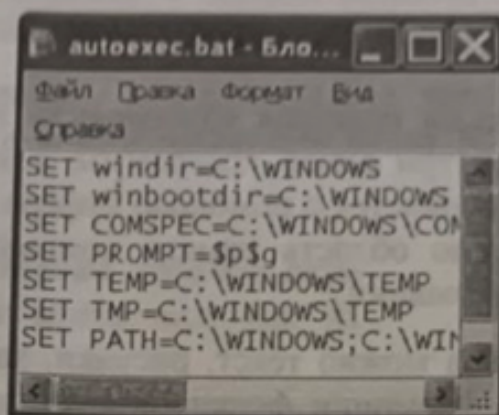 autoexec.bat - Бло...
Файл Правка Формат Вид
Справка
SET windir=C:\WINDOWS
SET winbootdir=C:\WINDOWS
SET COMSPEC=C:\WINDOWS\COM
SET PROMPT=$p$g
SET TEMP=C:\WINDOWS\TEMP
SET TMP=C:\WINDOWS\TEMP
SET PATH=C:\WINDOWS;C:\WIN